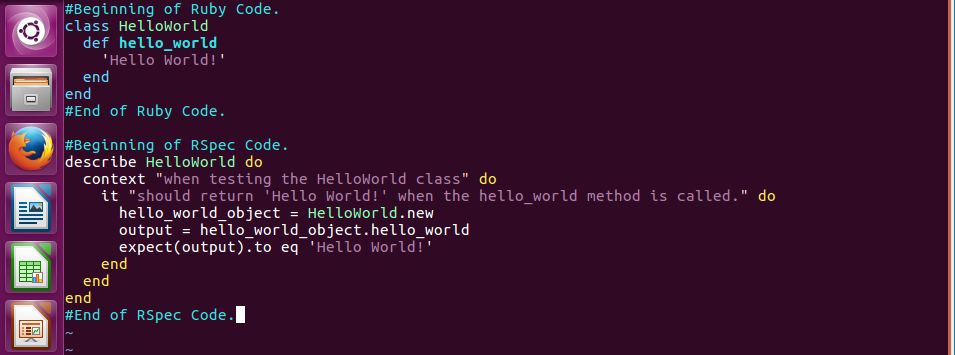 #Beginning of Ruby Code.
class HelloWorld
  def hello_world
    'Hello World!'
  end
end
#End of Ruby Code.

#Beginning of RSpec Code.
describe HelloWorld do
  context "when testing the HelloWorld class" do
    it "should return 'Hello World!' when the hello_world method is called." do
      hello_world_object = HelloWorld.new
      output = hello_world_object.hello_world
      expect(output).to eq 'Hello World!'
    end
  end
end
#End of RSpec Code.
~
~